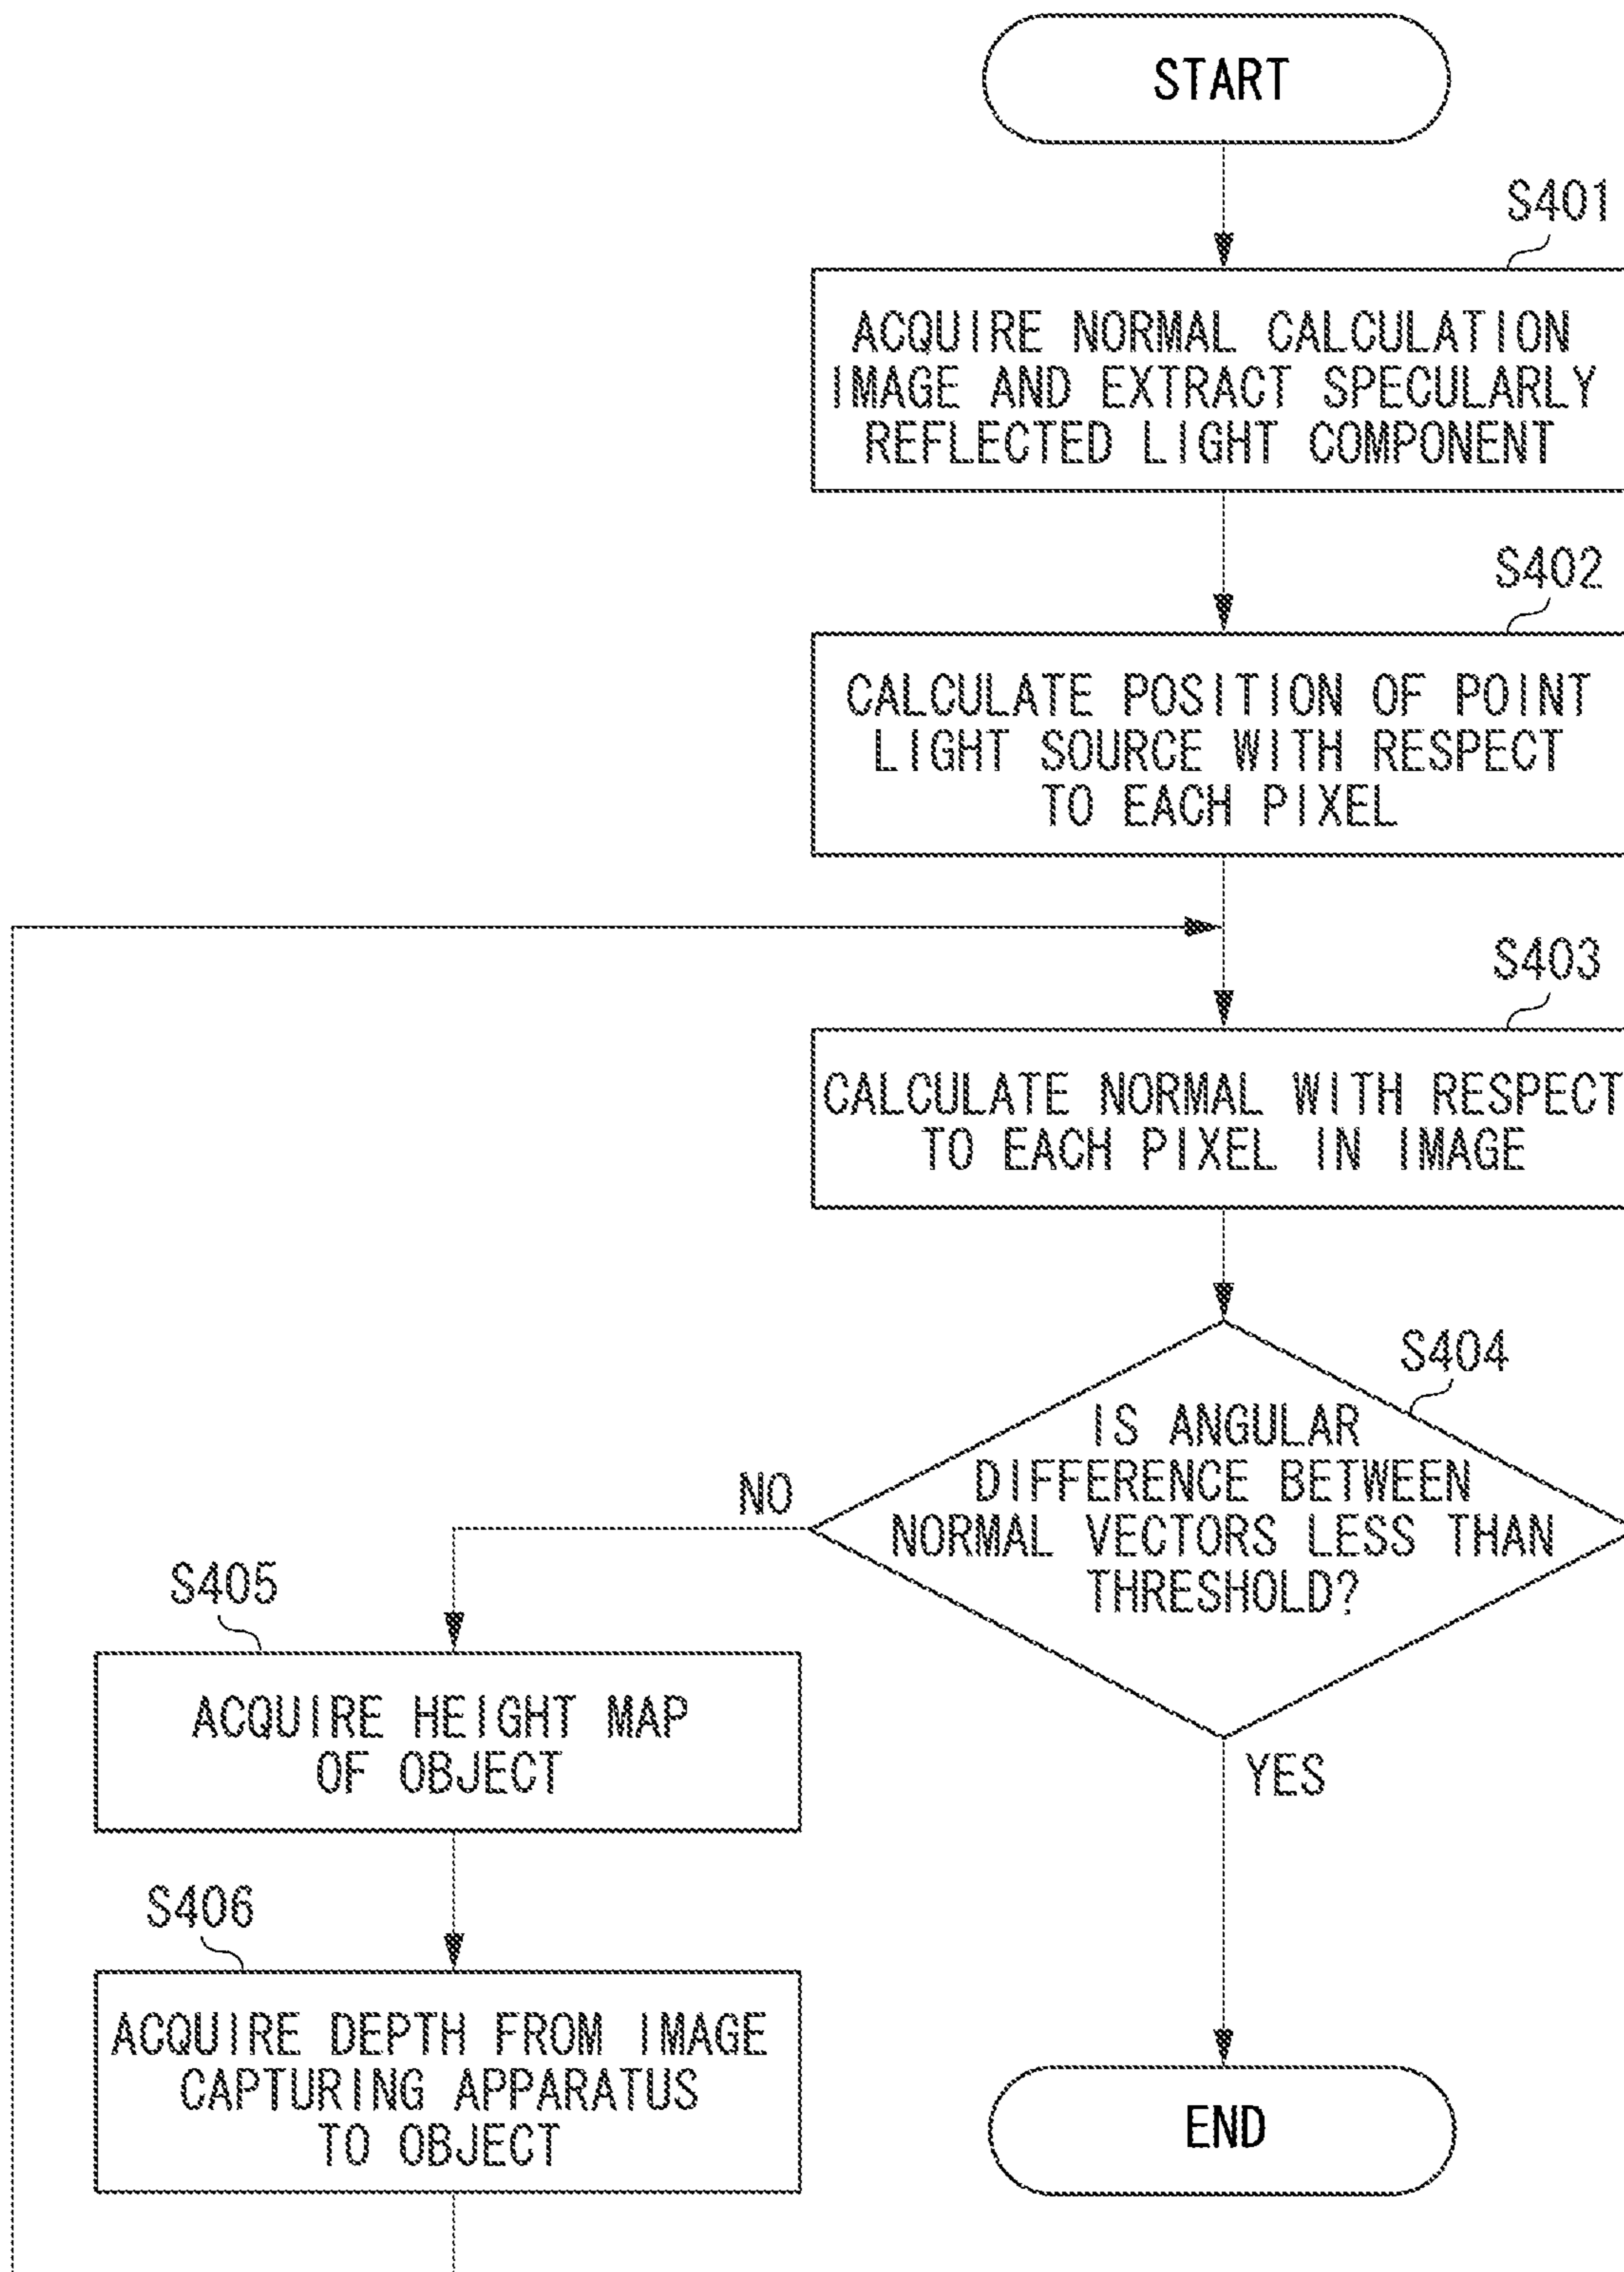 START
S401
ACQUIRE NORMAL CALCULATION
IMAGE AND EXTRACT SPECULARLY
REFLECTED LIGHT COMPONENT
S402
CALCULATE POSITION OF POINT
LIGHT SOURCE WITH RESPECT
TO EACH PIXEL
S403
CALCULATE NORMAL WITH RESPECT
TO EACH PIXEL IN IMAGE
S404
IS ANGULAR
DIFFERENCE BETWEEN
NORMAL VECTORS LESS THAN
THRESHOLD?
NO
YES
S405
ACQUIRE HEIGHT MAP
OF OBJECT
S406
ACQUIRE DEPTH FROM IMAGE
CAPTURING APPARATUS
TO OBJECT
END